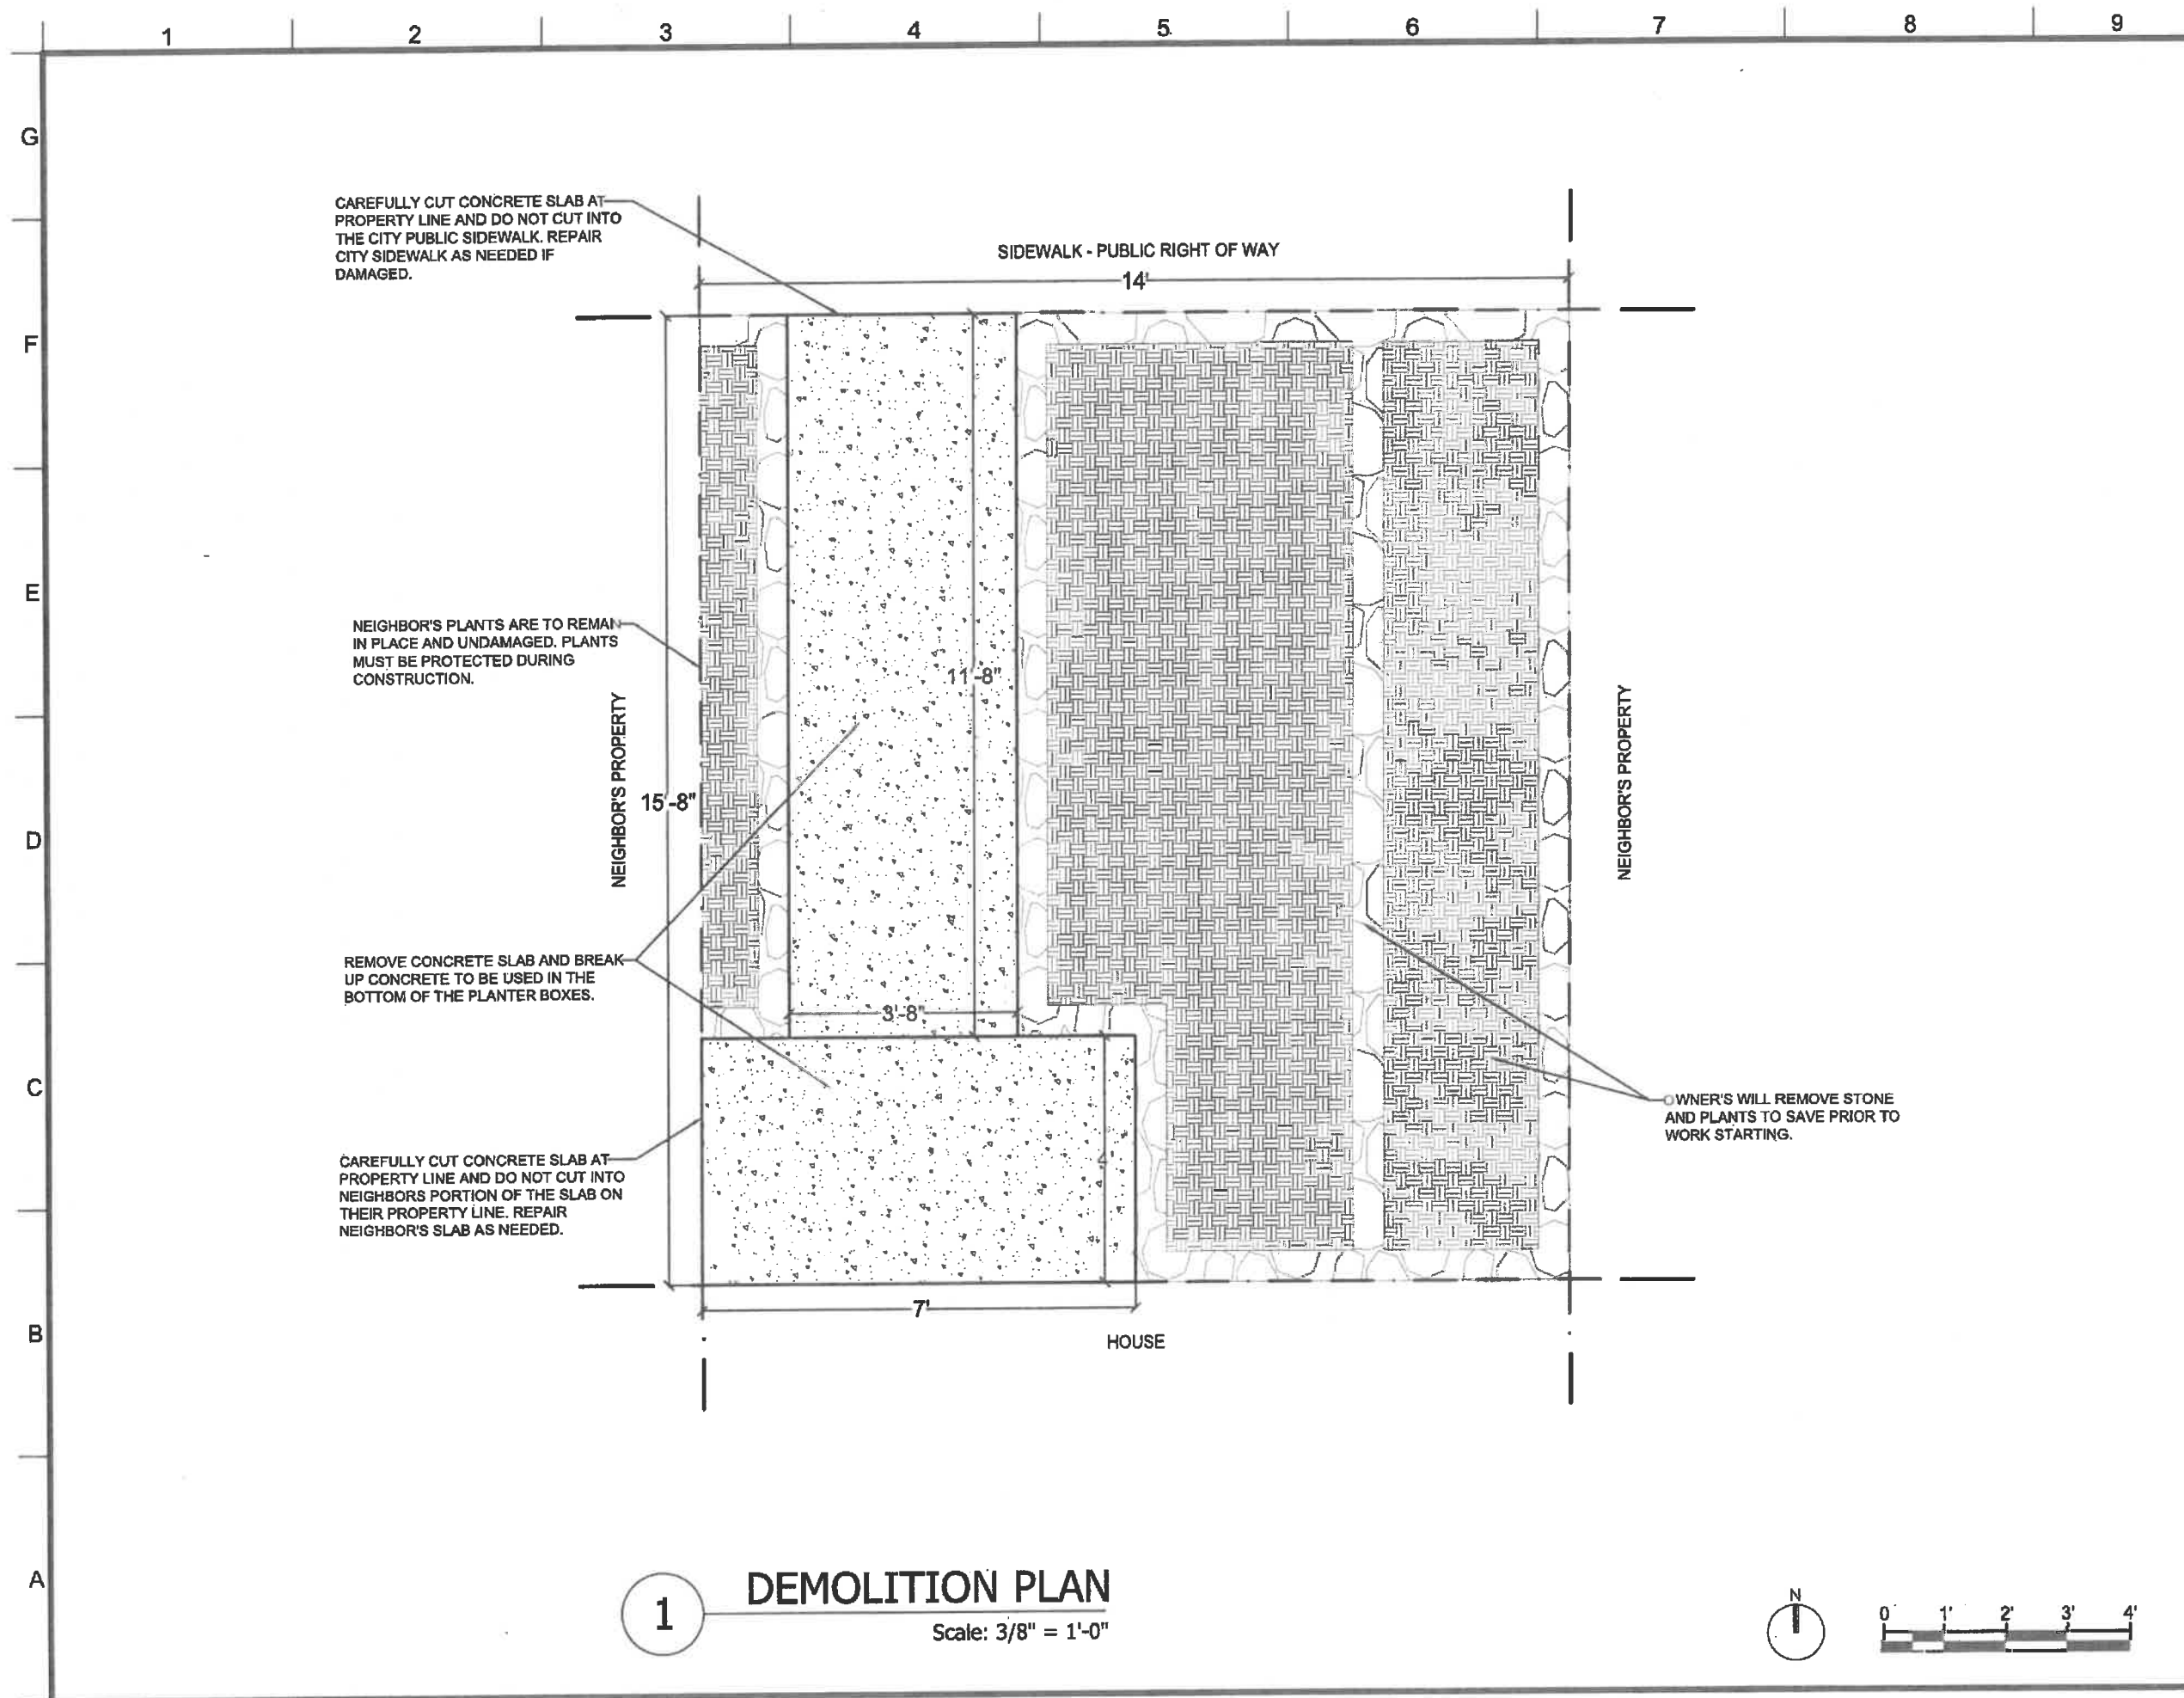 1 2 3 4 5 6 7 8 9
G
F
E
D
C
B
A
CAREFULLY CUT CONCRETE SLAB AT
PROPERTY LINE AND DO NOT CUT INTO
THE CITY PUBLIC SIDEWALK. REPAIR
CITY SIDEWALK AS NEEDED IF
DAMAGED.
SIDEWALK - PUBLIC RIGHT OF WAY
14'
NEIGHBOR'S PLANTS ARE TO REMAIN
IN PLACE AND UNDAMAGED. PLANTS
MUST BE PROTECTED DURING
CONSTRUCTION.
NEIGHBOR'S PROPERTY
15'-8"
11'-8"
NEIGHBOR'S PROPERTY
REMOVE CONCRETE SLAB AND BREAK
UP CONCRETE TO BE USED IN THE
BOTTOM OF THE PLANTER BOXES.
3'-8"
OWNER'S WILL REMOVE STONE
AND PLANTS TO SAVE PRIOR TO
WORK STARTING.
CAREFULLY CUT CONCRETE SLAB AT
PROPERTY LINE AND DO NOT CUT INTO
NEIGHBORS PORTION OF THE SLAB ON
THEIR PROPERTY LINE. REPAIR
NEIGHBOR'S SLAB AS NEEDED.
7'
HOUSE
1
DEMOLITION PLAN
Scale: 3/8" = 1'-0"
N
0 1' 2' 3' 4'